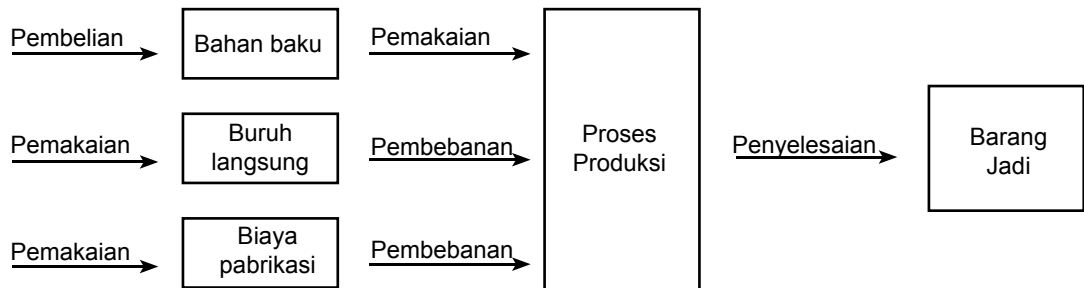 Pembelian
Bahan baku
Pemakaian
Pemakaian
Buruh
langsung
Pembebanan
Pemakaian
Biaya
pabrikasi
Pembebanan
Proses
Produksi
Penyelesaian
Barang
Jadi